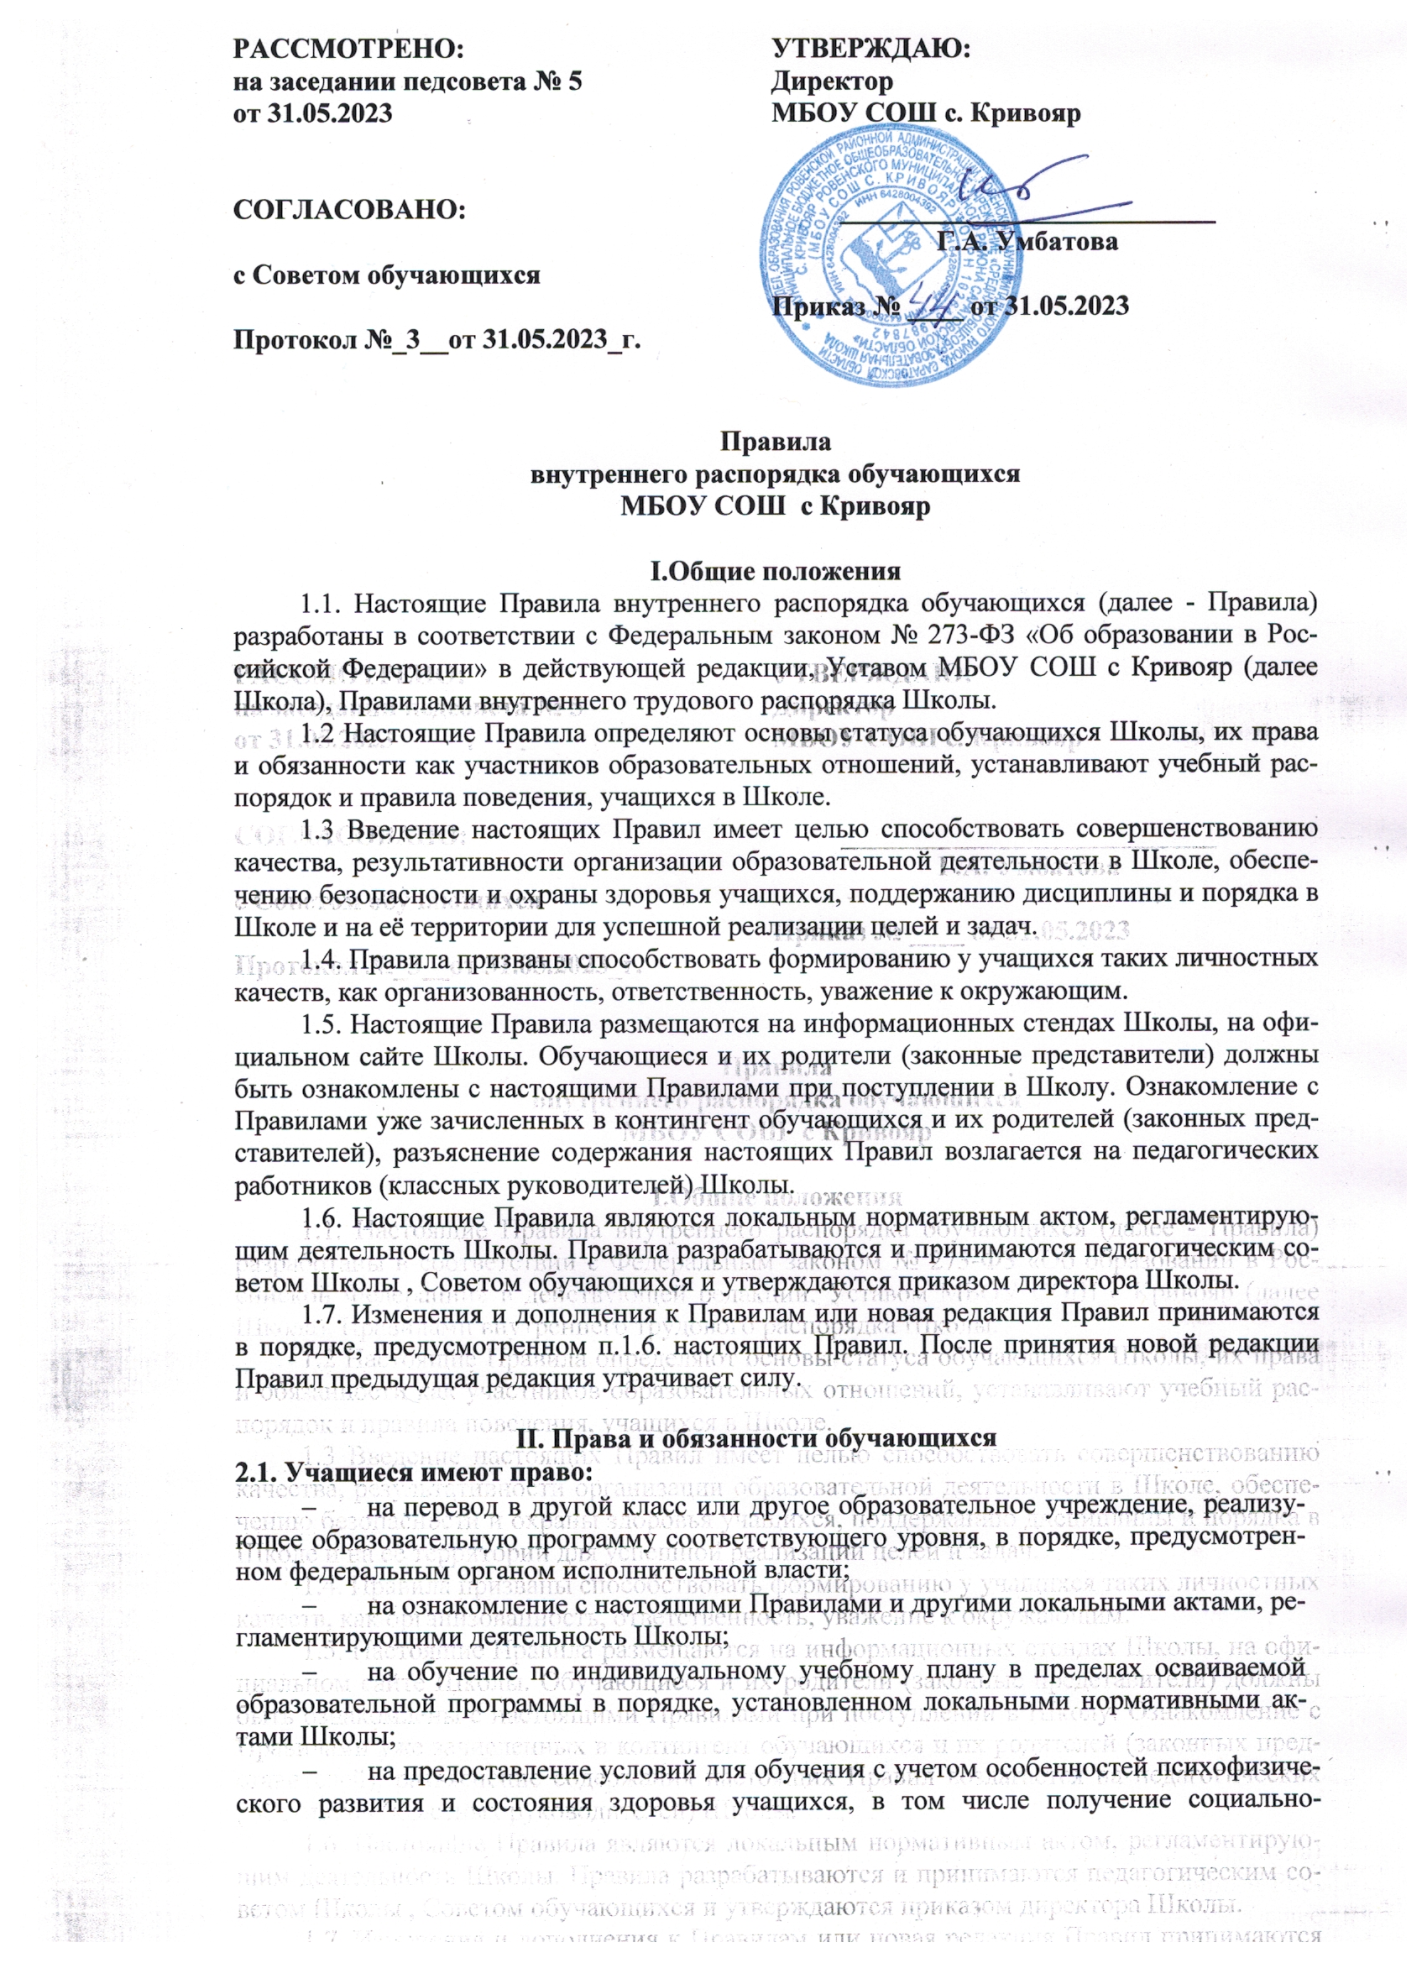 РАССМОТРЕНО:
на заседании педсовета № 5
от 31.05.2023
СОГЛАСОВАНО:
с Советом обучающихся
Протокол №_3__от 31.05.2023_г.
УТВЕРЖДАЮ:
Директор
МБОУ СОШ с. Кривояр
Г.А. Умбатова
Приказ № 44 от 31.05.2023
Правила
внутреннего распорядка обучающихся
МБОУ СОШ с Кривояр
I.Общие положения
1.1. Настоящие Правила внутреннего распорядка обучающихся (далее - Правила)
разработаны в соответствии с Федеральным законом № 273-ФЗ «Об образовании в Рос-
сийской Федерации» в действующей редакции, Уставом МБОУ СОШ с Кривояр (далее
Школа), Правилами внутреннего трудового распорядка Школы.
1.2 Настоящие Правила определяют основы статуса обучающихся Школы, их права
и обязанности как участников образовательных отношений, устанавливают учебный рас-
порядок и правила поведения, учащихся в Школе.
1.3 Введение настоящих Правил имеет целью способствовать совершенствованию
качества, результативности организации образовательной деятельности в Школе, обеспе-
чению безопасности и охраны здоровья учащихся, поддержанию дисциплины и порядка в
Школе и на её территории для успешной реализации целей и задач.
1.4. Правила призваны способствовать формированию у учащихся таких личностных
качеств, как организованность, ответственность, уважение к окружающим.
1.5. Настоящие Правила размещаются на информационных стендах Школы, на офи-
циальном сайте Школы. Обучающиеся и их родители (законные представители) должны
быть ознакомлены с настоящими Правилами при поступлении в Школу. Ознакомление с
Правилами уже зачисленных в контингент обучающихся и их родителей (законных пред-
ставителей), разъяснение содержания настоящих Правил возлагается на педагогических
работников (классных руководителей) Школы.
1.6. Настоящие Правила являются локальным нормативным актом, регламентирую-
щим деятельность Школы. Правила разрабатываются и принимаются педагогическим со-
ветом Школы , Советом обучающихся и утверждаются приказом директора Школы.
1.7. Изменения и дополнения к Правилам или новая редакция Правил принимаются
в порядке, предусмотренном п.1.6. настоящих Правил. После принятия новой редакции
Правил предыдущая редакция утрачивает силу.
II. Права и обязанности обучающихся
2.1. Учащиеся имеют право:
– на перевод в другой класс или другое образовательное учреждение, реализу-
ющее образовательную программу соответствующего уровня, в порядке, предусмотрен-
ном федеральным органом исполнительной власти;
– на ознакомление с настоящими Правилами и другими локальными актами, ре-
гламентирующими деятельность Школы;
– на обучение по индивидуальному учебному плану в пределах осваиваемой
образовательной программы в порядке, установленном локальными нормативными ак-
тами Школы;
– на предоставление условий для обучения с учетом особенностей психофизиче-
ского развития и состояния здоровья учащихся, в том числе получение социально-